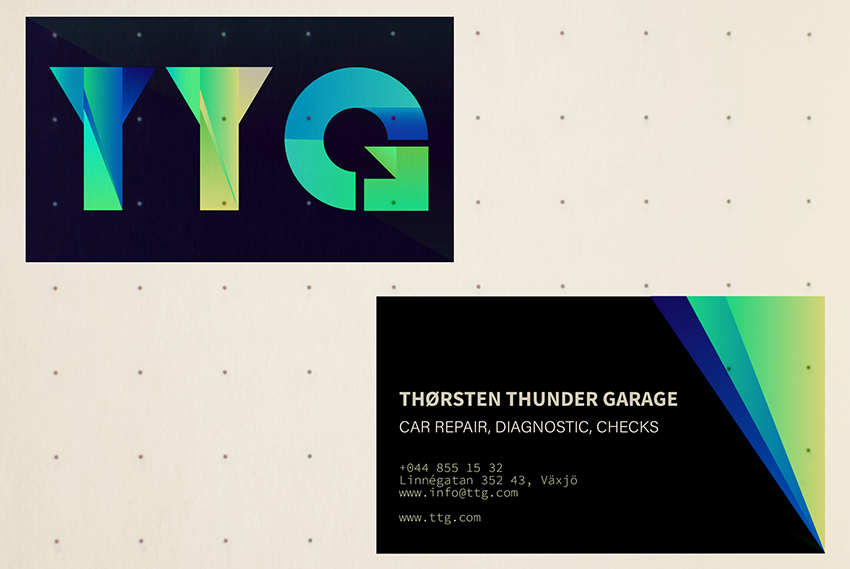 TYG
THØRSTEN THUNDER GARAGE
CAR REPAIR, DIAGNOSTIC, CHECKS
+044 855 15 32
Linnégatan 352 43, Växjö
www.info@ttg.com
www.ttg.com